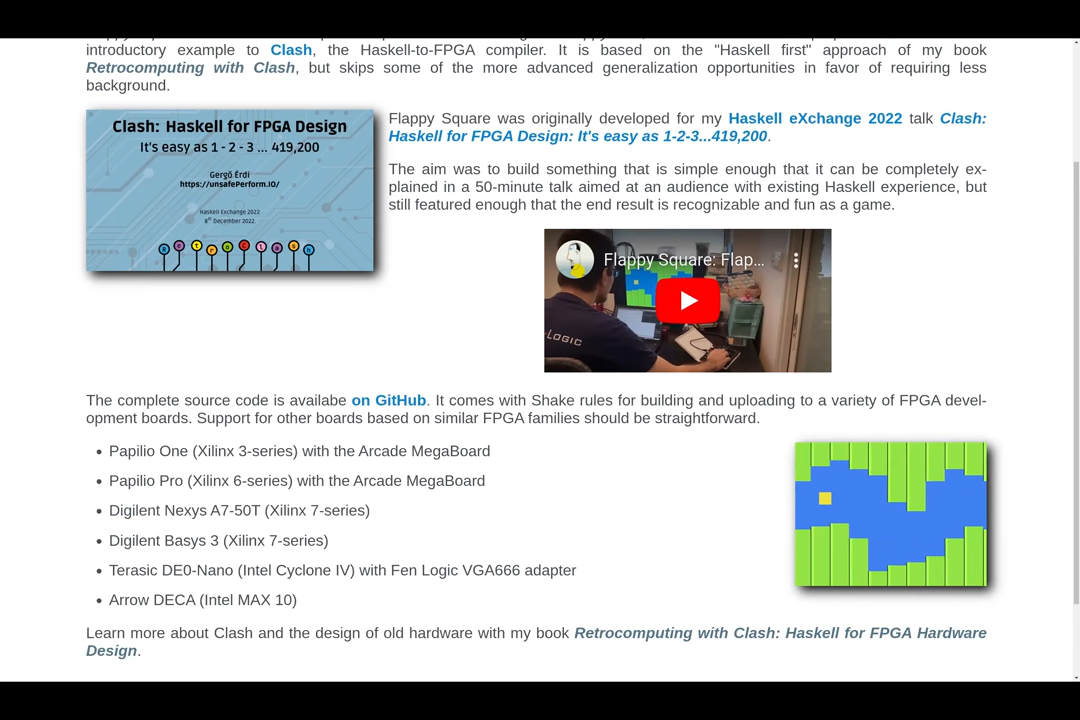 introductory example to Clash, the Haskell-to-FPGA compiler. It is based on the "Haskell first" approach of my book
Retrocomputing with Clash, but skips some of the more advanced generalization opportunities in favor of requiring less
background.
Clash: Haskell for FPGA Design
It's easy as 1 - 2 - 3 ... 419,200
Gergő Érdi
https://unsafePerform.IO/
Haskell Exchange 2022
8th December 2022.
R e t r o C l a s h
Flappy Square was originally developed for my Haskell eXchange 2022 talk Clash:
Haskell for FPGA Design: It's easy as 1-2-3...419,200.
The aim was to build something that is simple enough that it can be completely ex-
plained in a 50-minute talk aimed at an audience with existing Haskell experience, but
still featured enough that the end result is recognizable and fun as a game.
Flappy Square: Flap...
LOGIC
The complete source code is availabe on GitHub. It comes with Shake rules for building and uploading to a variety of FPGA devel-
opment boards. Support for other boards based on similar FPGA families should be straightforward.
• Papilio One (Xilinx 3-series) with the Arcade MegaBoard
• Papilio Pro (Xilinx 6-series) with the Arcade MegaBoard
• Digilent Nexys A7-50T (Xilinx 7-series)
• Digilent Basys 3 (Xilinx 7-series)
• Terasic DE0-Nano (Intel Cyclone IV) with Fen Logic VGA666 adapter
• Arrow DECA (Intel MAX 10)
Learn more about Clash and the design of old hardware with my book Retrocomputing with Clash: Haskell for FPGA Hardware
Design.